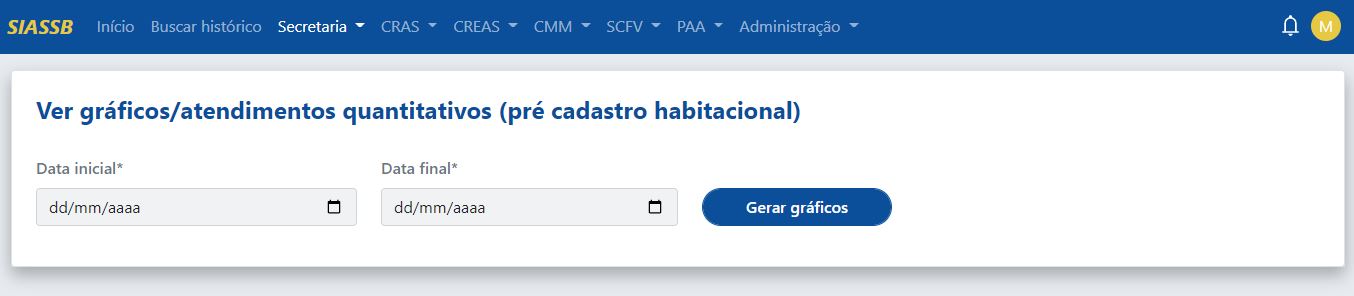 SIASSB Início Buscar histórico Secretaria CRAS CREAS CMM SCFV PAA Administração M
Ver gráficos/atendimentos quantitativos (pré cadastro habitacional)
Data inicial* Data final*
dd/mm/aaaa dd/mm/aaaa Gerar gráficos